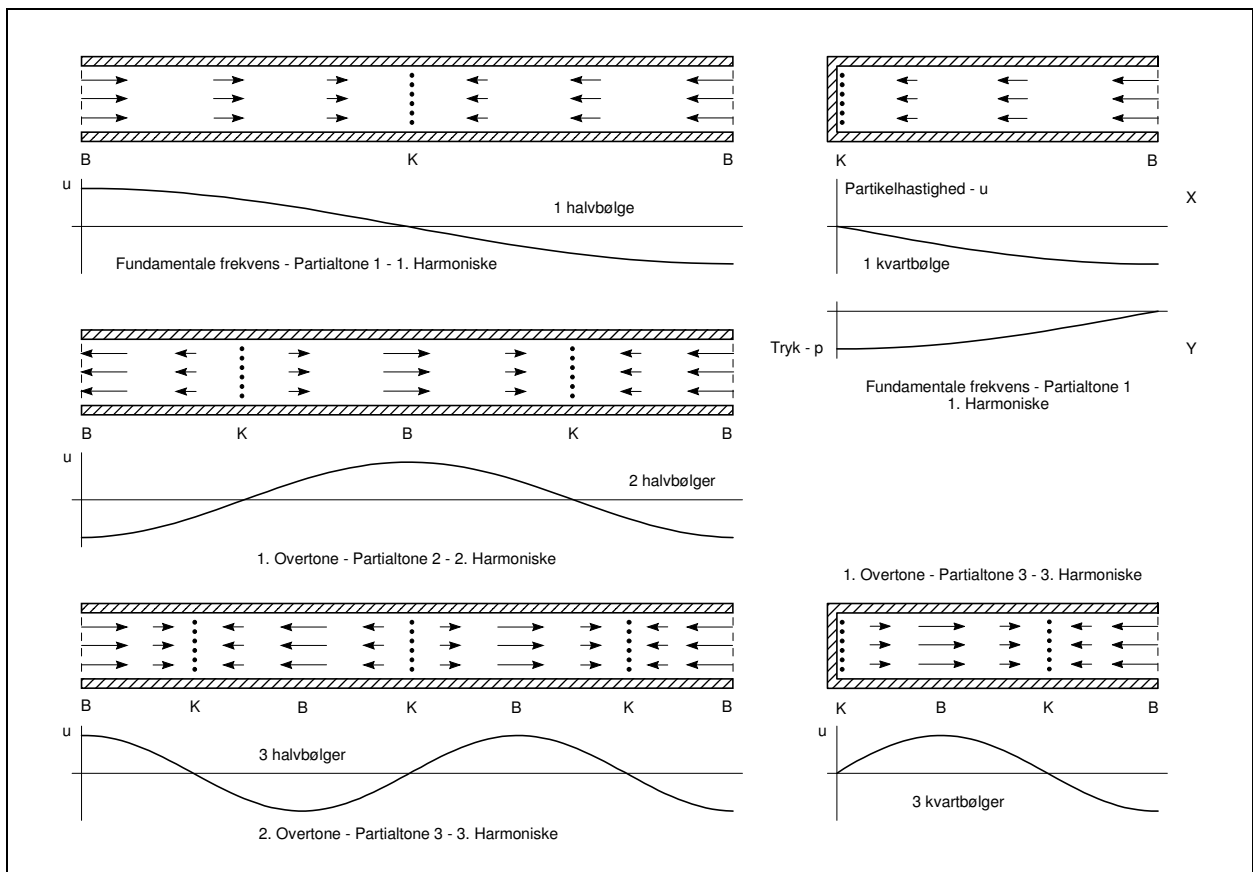 B K B
u
1 halvbølge
Fundamentale frekvens - Partialtone 1 - 1. Harmoniske
B K B K B
u
2 halvbølger
1. Overtone - Partialtone 2 - 2. Harmoniske
B K B K B K B
u
3 halvbølger
2. Overtone - Partialtone 3 - 3. Harmoniske
K B
Partikelhastighed - u
X
1 kvartbølge
Tryk - p
Y
Fundamentale frekvens - Partialtone 1
1. Harmoniske
1. Overtone - Partialtone 3 - 3. Harmoniske
K B K B
u
3 kvartbølger